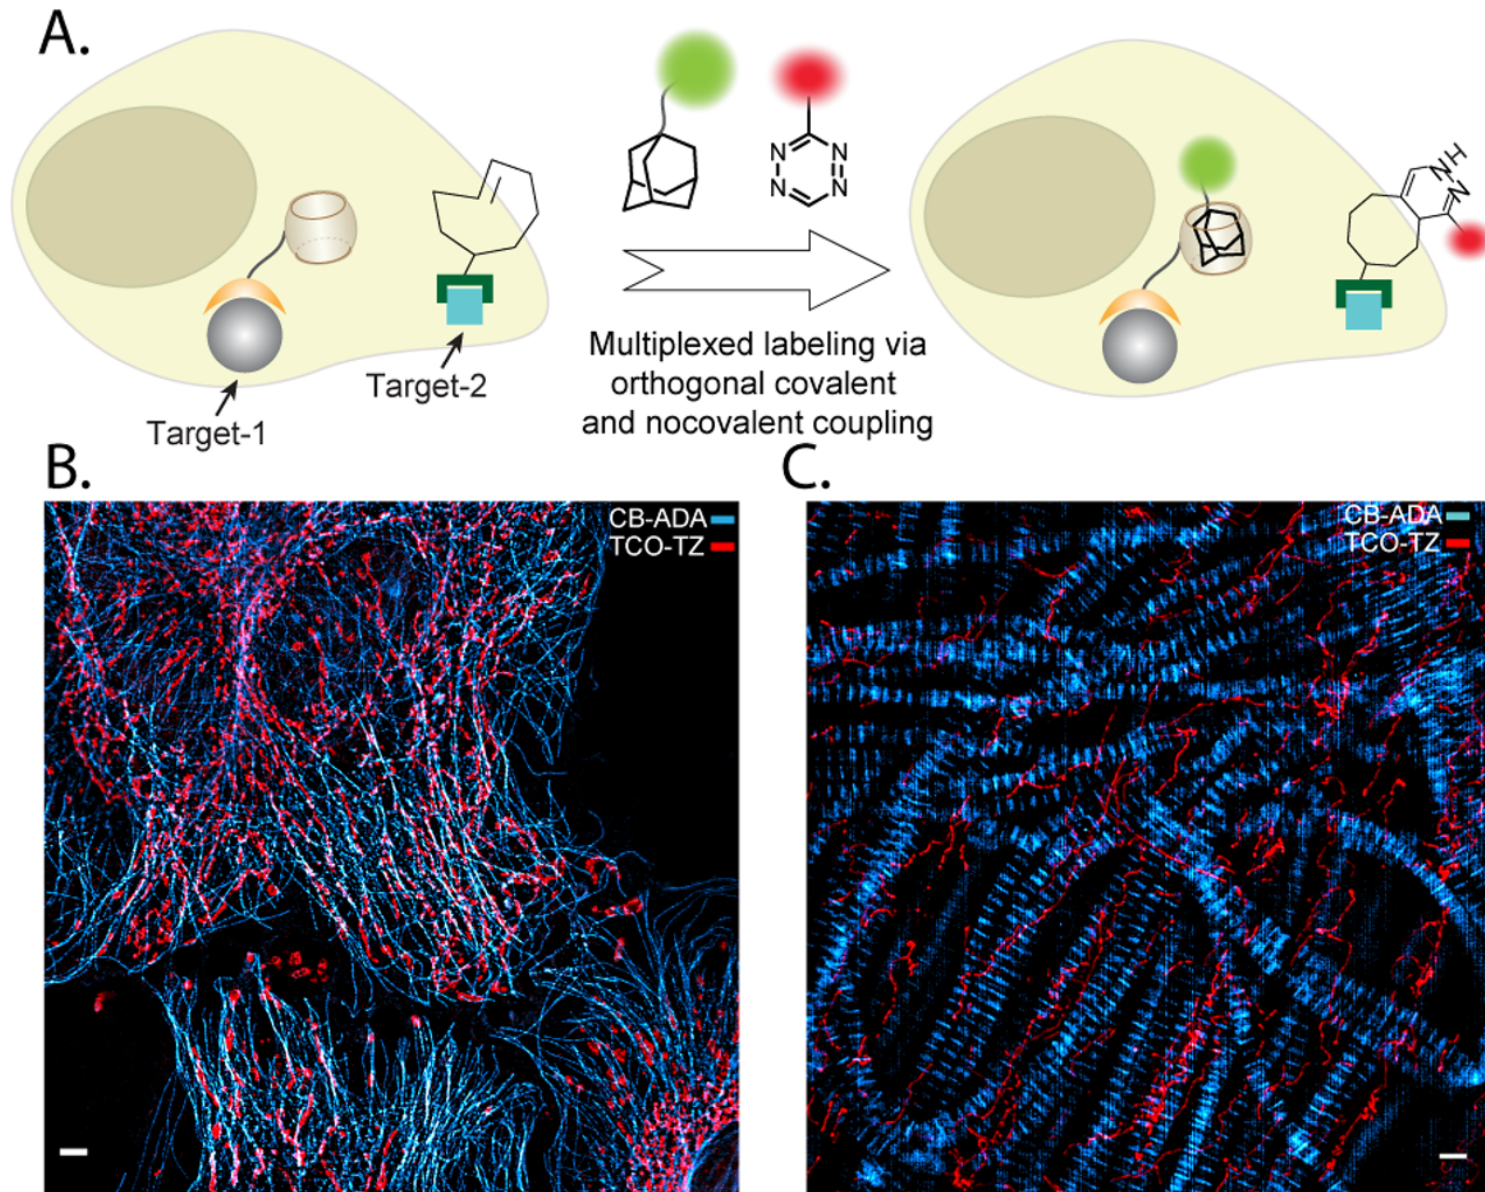 A.
N
N
N
N
H
N
N
Multiplexed labeling via
orthogonal covalent
and nocovalent coupling
Target-2
Target-1
B.
C.
CB-ADA
TCO-TZ
CB-ADA
TCO-TZ